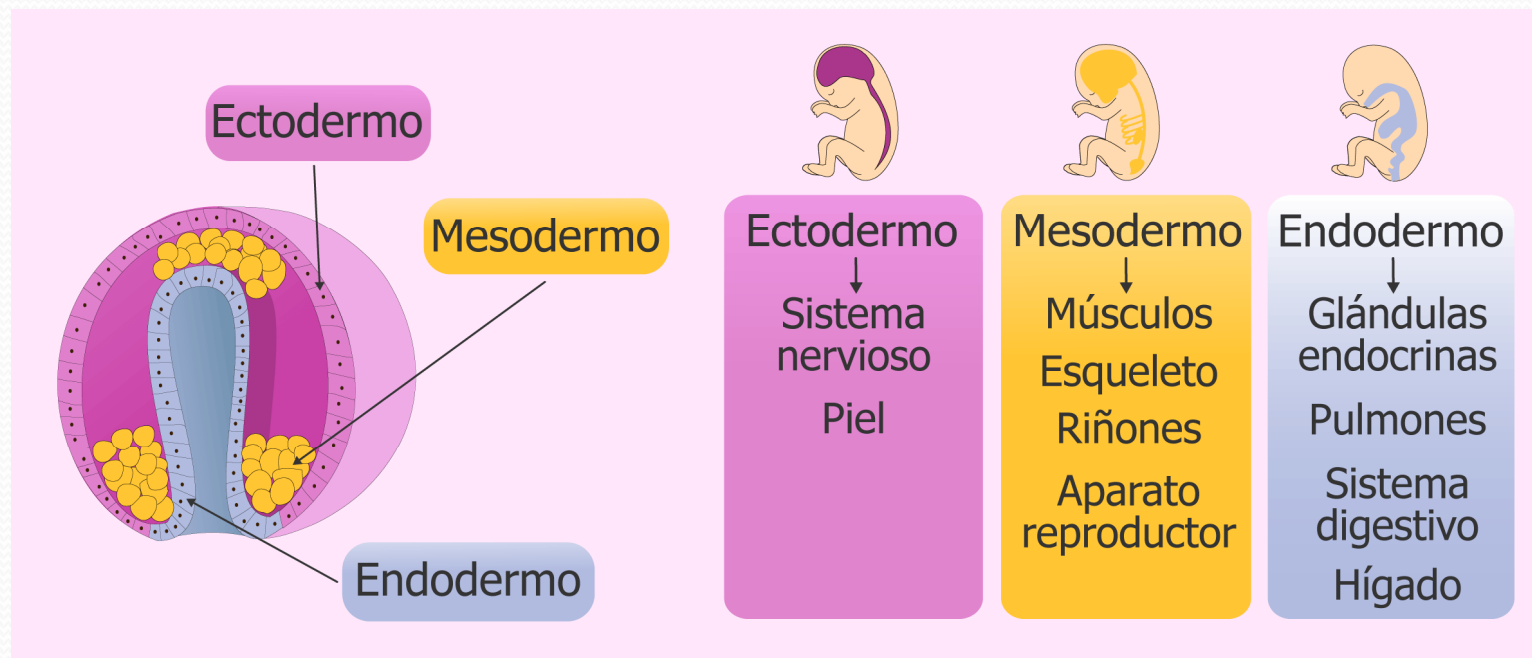 Ectodermo
Mesodermo
Endodermo
Ectodermo
Sistema
nervioso
Piel
Mesodermo
Músculos
Esqueleto
Riñones
Aparato
reproductor
Endodermo
Glándulas
endocrinas
Pulmones
Sistema
digestivo
Hígado